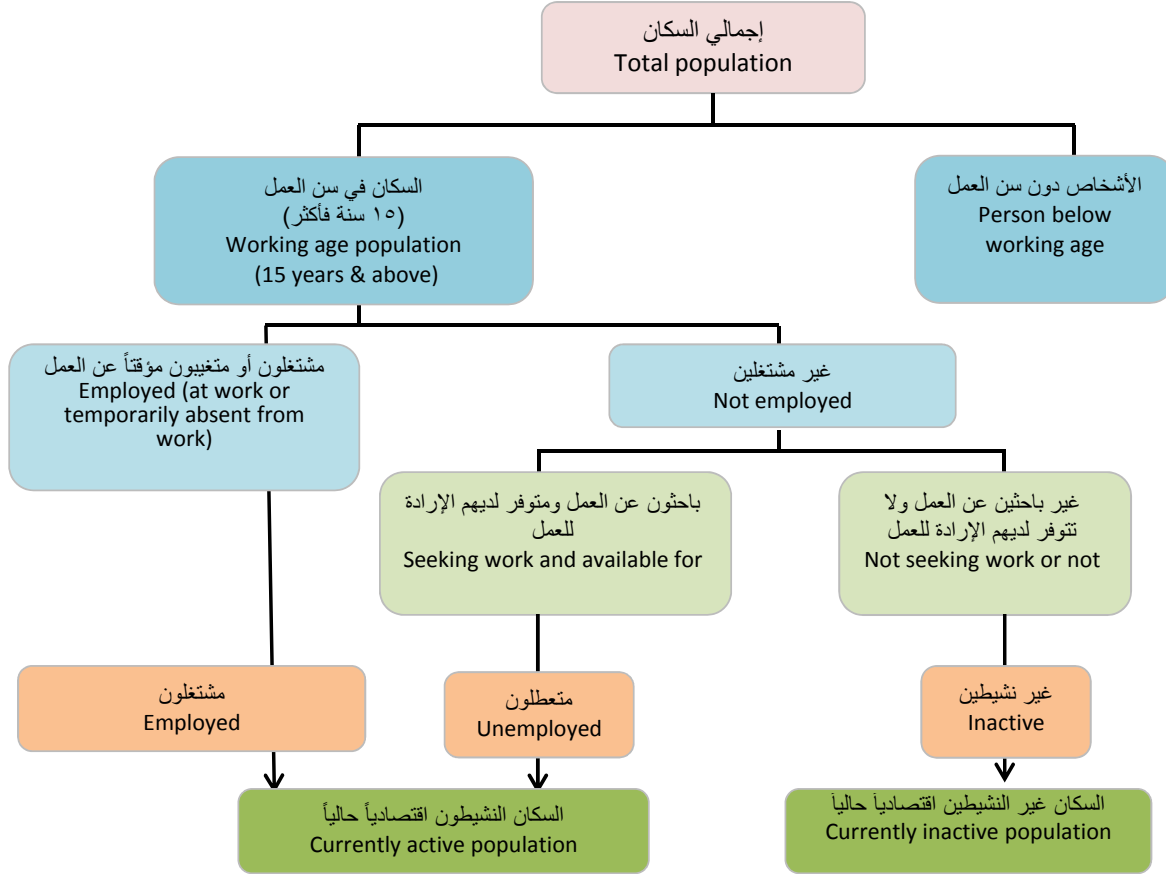 إجمالي السكان
Total population
السكان في سن العمل
(١٥ سنة فأكثر)
Working age population
(15 years & above)
الأشخاص دون سن العمل
Person below
working age
مشتغلون أو متغيبون مؤقتاً عن العمل
Employed (at work or
temporarily absent from
work)
غير مشتغلين
Not employed
باحثون عن العمل ومتوفر لديهم الإرادة
للعمل
Seeking work and available for
غير باحثين عن العمل ولا
تتوفر لديهم الإرادة للعمل
Not seeking work or not
مشتغلون
Employed
متعطلون
Unemployed
غير نشيطين
Inactive
السكان النشيطون اقتصادياً حالياً
Currently active population
السكان غير النشيطين اقتصادياً حالياً
Currently inactive population